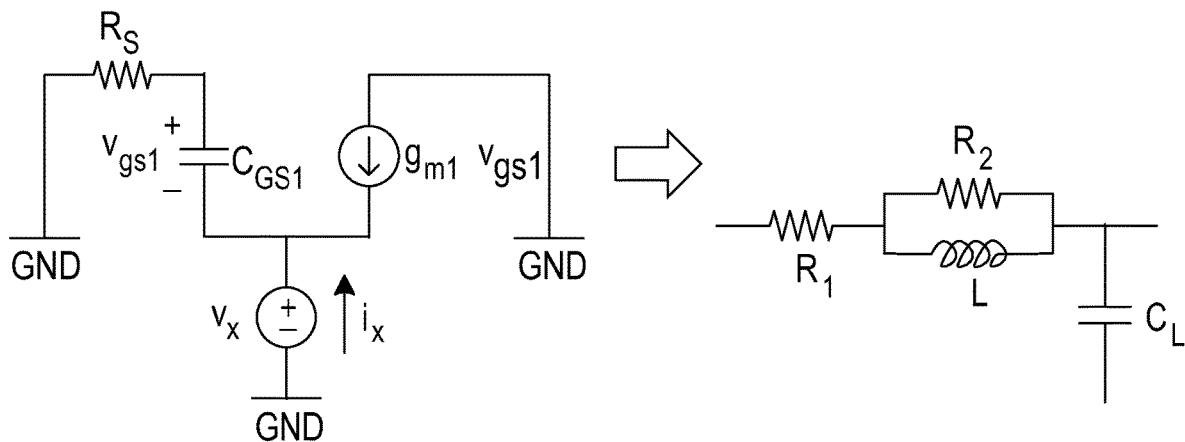 R_S
+
v_gs1
C_GS1
−
g_m1
v_gs1
GND
GND
v_x
+
−
i_x
GND
R_1
R_2
L
C_L